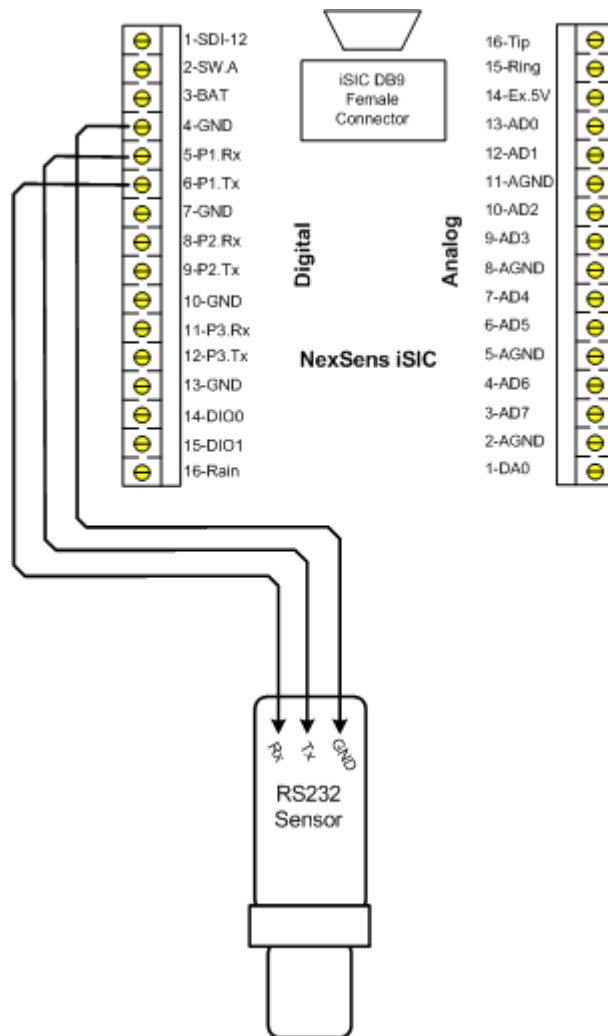 1-SDI-12
2-SW.A
3-BAT
4-GND
5-P1.Rx
6-P1.Tx
7-GND
8-P2.Rx
9-P2.Tx
10-GND
11-P3.Rx
12-P3.Tx
13-GND
14-DIO0
15-DIO1
16-Rain
iSIC DB9
Female
Connector
Digital
Analog
NexSens iSIC
16-Tip
15-Ring
14-Ex.5V
13-AD0
12-AD1
11-AGND
10-AD2
9-AD3
8-AGND
7-AD4
6-AD5
5-AGND
4-AD6
3-AD7
2-AGND
1-DA0
Rx
Tx
GND
RS232
Sensor